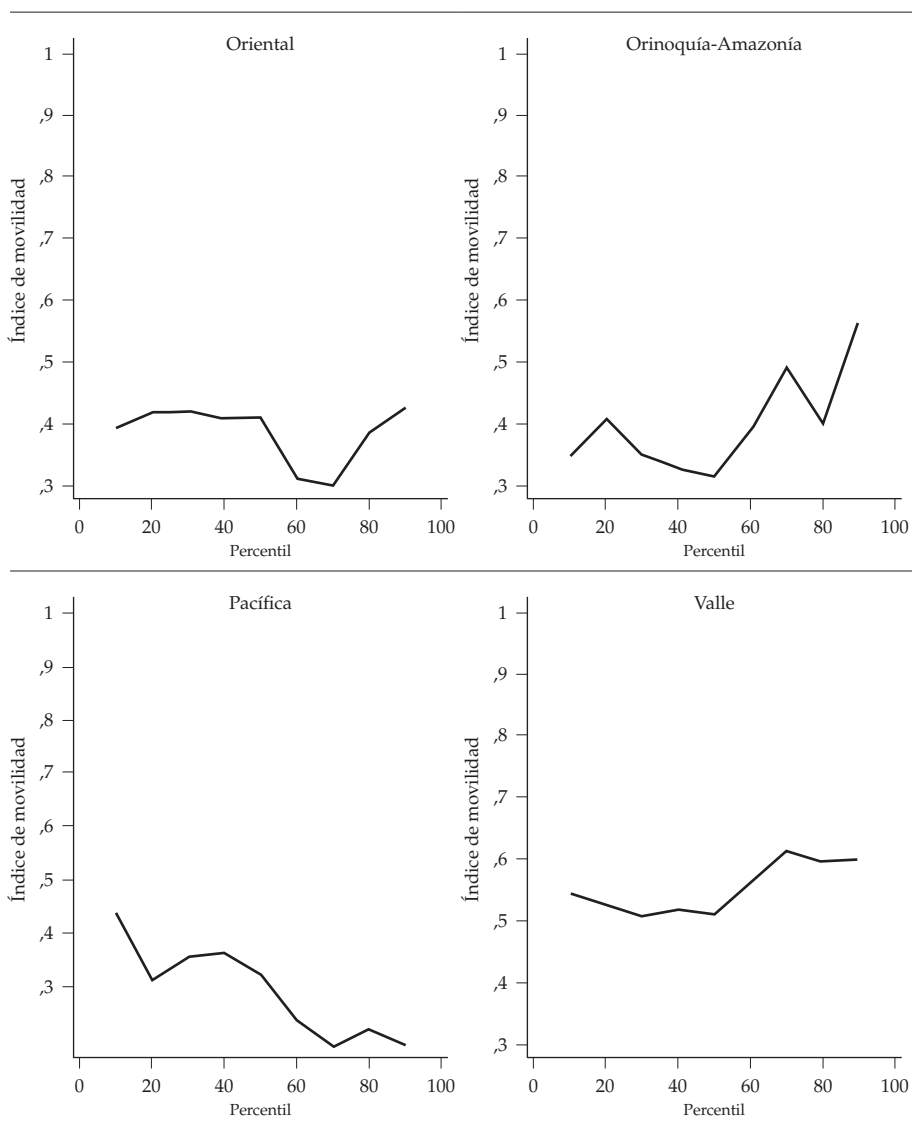 Oriental
1
,9
,8
,7
,6
,5
,4
,3
Índice de movilidad
0 20 40 60 80 100
Percentil
Orinoquía-Amazonía
1
,9
,8
,7
,6
,5
,4
,3
Índice de movilidad
0 20 40 60 80 100
Percentil
Pacífica
1
,9
,8
,7
,6
,5
,4
,3
Índice de movilidad
0 20 40 60 80 100
Percentil
Valle
1
,9
,8
,7
,6
,5
,4
,3
Índice de movilidad
0 20 40 60 80 100
Percentil